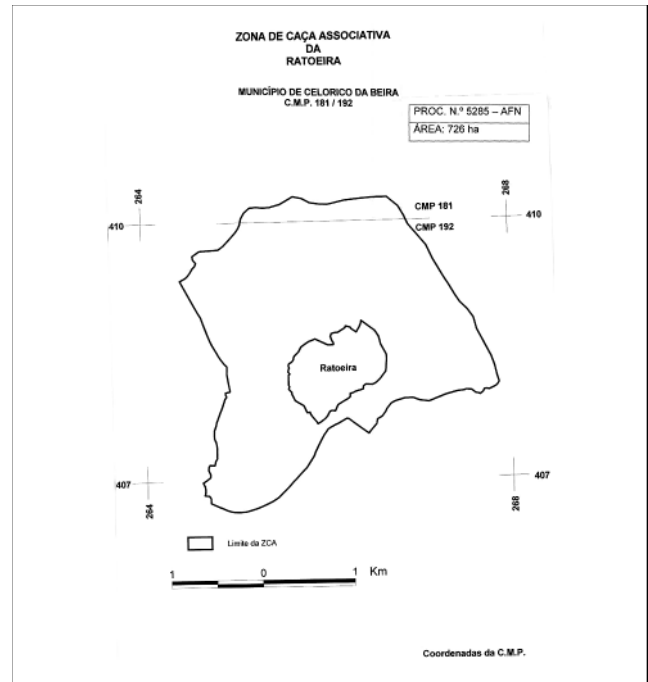 ZONA DE CAÇA ASSOCIATIVA
DA
RATOEIRA
MUNICÍPIO DE CELORICO DA BEIRA
C.M.P. 181 / 192
PROC. N.º 5285 – AFN
ÁREA: 726 ha
264
268
CMP 181
410
410
CMP 192
Ratoeira
407
407
264
268
Limite da ZCA
1 0 1 Km
Coordenadas da C.M.P.